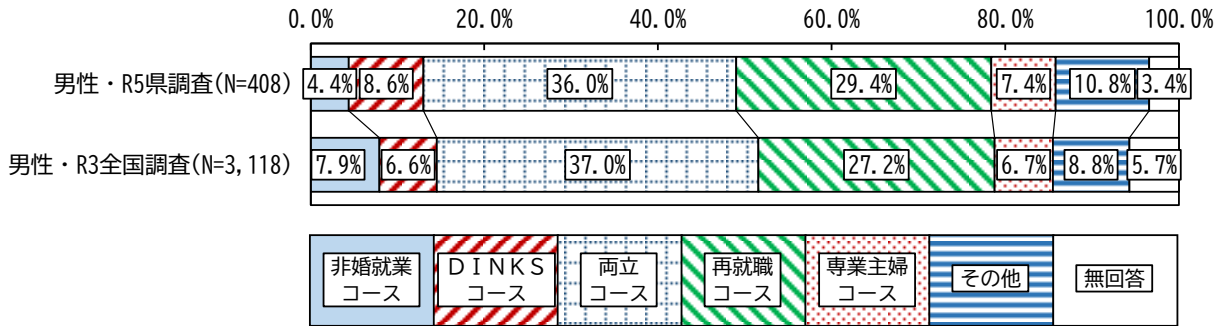 0.0% 20.0% 40.0% 60.0% 80.0% 100.0%
男性・R5県調査(N=408) 4.4% 8.6% 36.0% 29.4% 7.4% 10.8% 3.4%
男性・R3全国調査(N=3,118) 7.9% 6.6% 37.0% 27.2% 6.7% 8.8% 5.7%
非婚就業
コース
ＤＩＮＫＳ
コース
両立
コース
再就職
コース
専業主婦
コース
その他
無回答